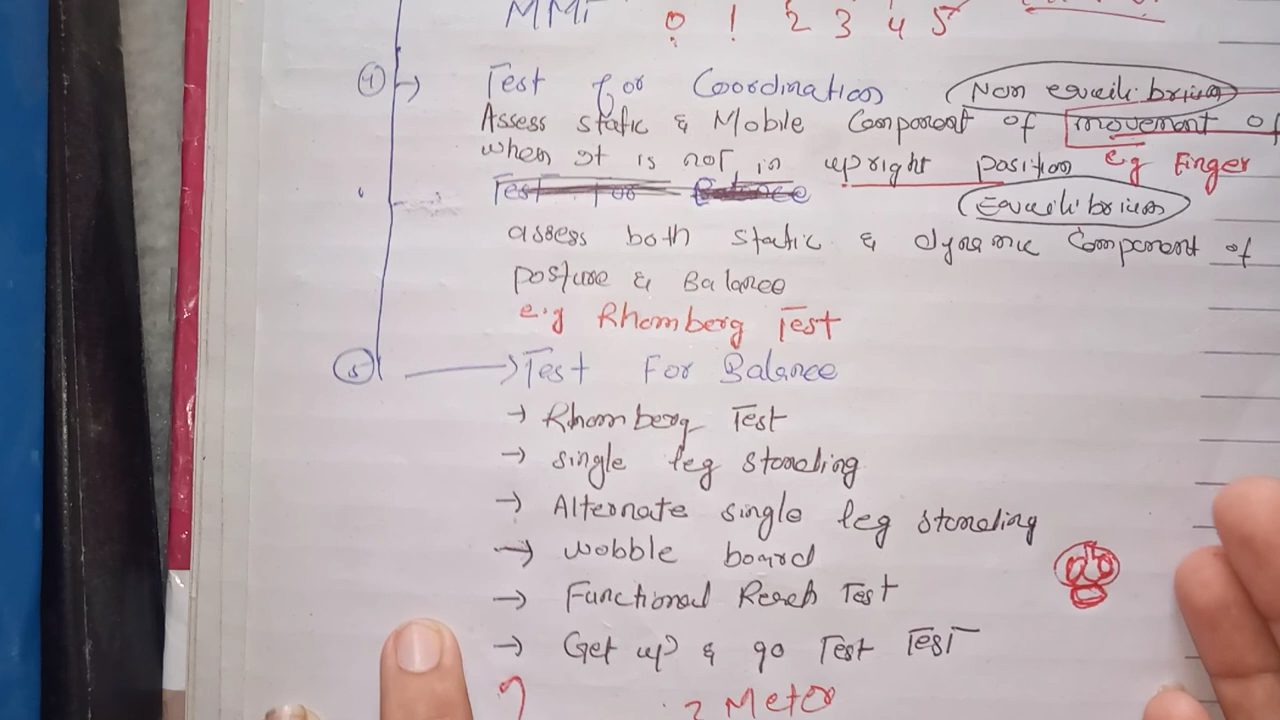 MMT 0 1 2 3 4 5
④ → Test for Coordination (Non equilibrium)
Assess static & Mobile Component of movement of
when It is not in upright position e.g Finger
Test for Balance (Equilibrium)
assess both static & dynamic Component of
posture & Balance
e.g Rhomberg Test
⑤ → Test For Balance
→ Rhomberg Test
→ single leg standing
→ Alternate single leg standing
→ wobble board
→ Functional Reach Test
→ Get up & go Test TEST
Meter